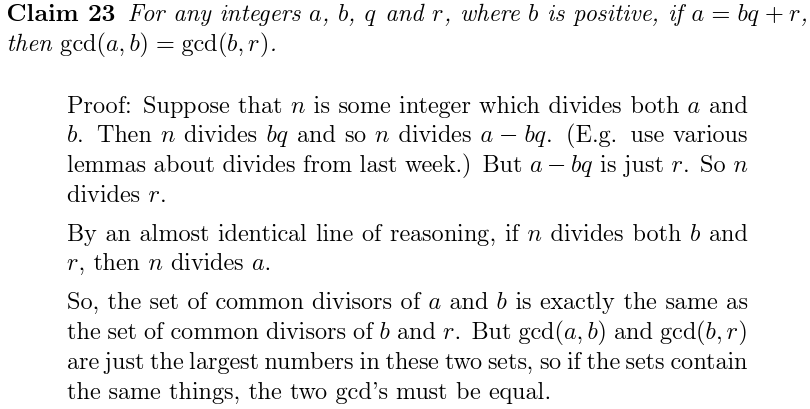 Claim 23 For any integers a, b, q and r, where b is positive, if a = bq + r,
then gcd(a, b) = gcd(b, r).
Proof: Suppose that n is some integer which divides both a and
b. Then n divides bq and so n divides a − bq. (E.g. use various
lemmas about divides from last week.) But a − bq is just r. So n
divides r.
By an almost identical line of reasoning, if n divides both b and
r, then n divides a.
So, the set of common divisors of a and b is exactly the same as
the set of common divisors of b and r. But gcd(a, b) and gcd(b, r)
are just the largest numbers in these two sets, so if the sets contain
the same things, the two gcd's must be equal.